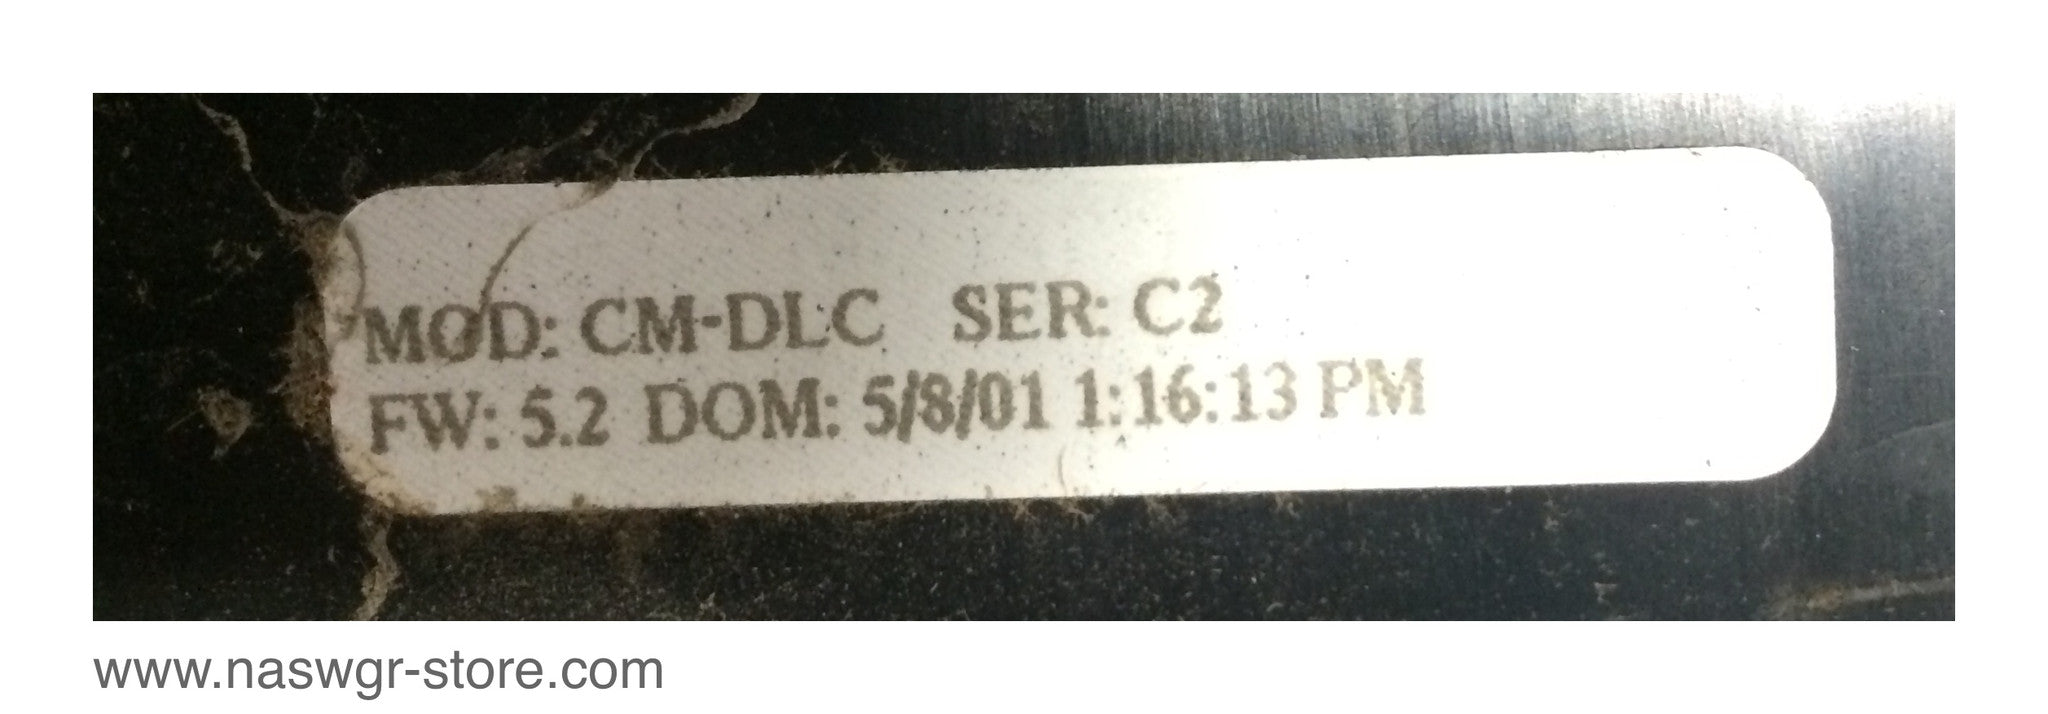 MOD: CM-DLC SER: C2
FW: 5.2 DOM: 5/8/01 1:16:13 PM
www.naswgr-store.com